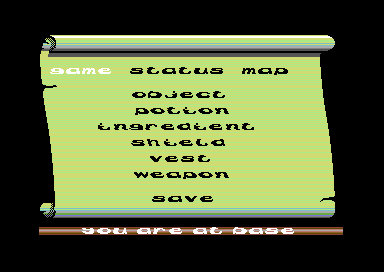 game status map
object
potion
ingredient
shield
vest
weapon
save
you are at base